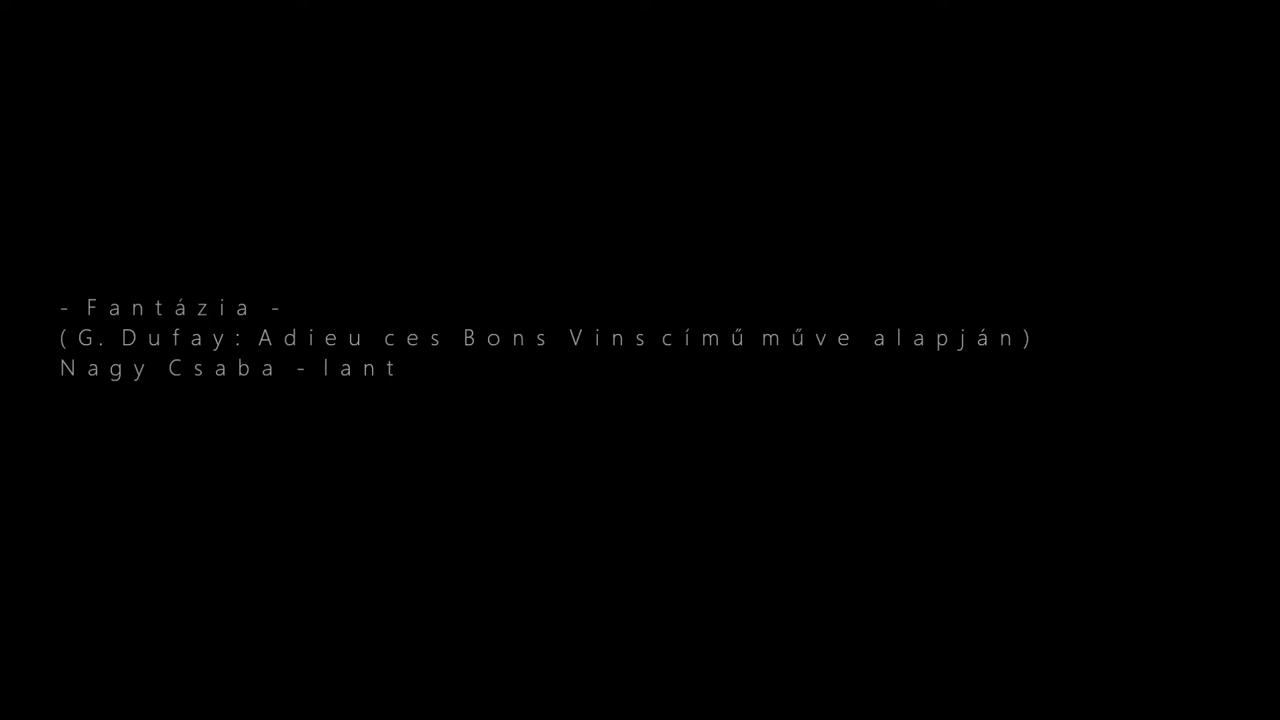 - Fantázia -
(G. Dufay: Adieu ces Bons Vins című műve alapján)
Nagy Csaba - lant